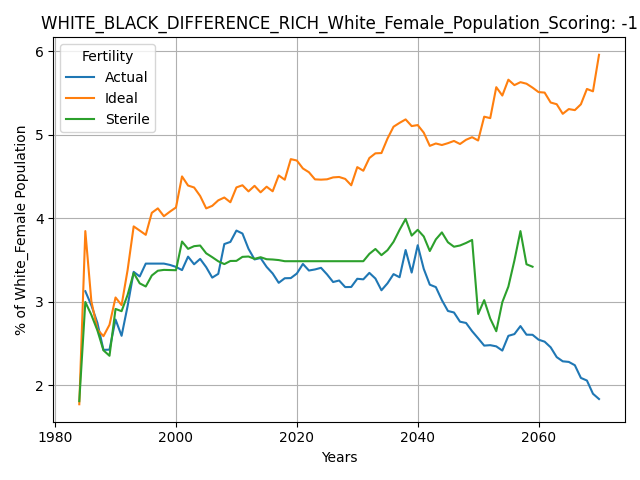 WHITE_BLACK_DIFFERENCE_RICH_White_Female_Population_Scoring: -1
Fertility
Actual
Ideal
Sterile
% of White_Female Population
6
5
4
3
2
1980 2000 2020 2040 2060
Years